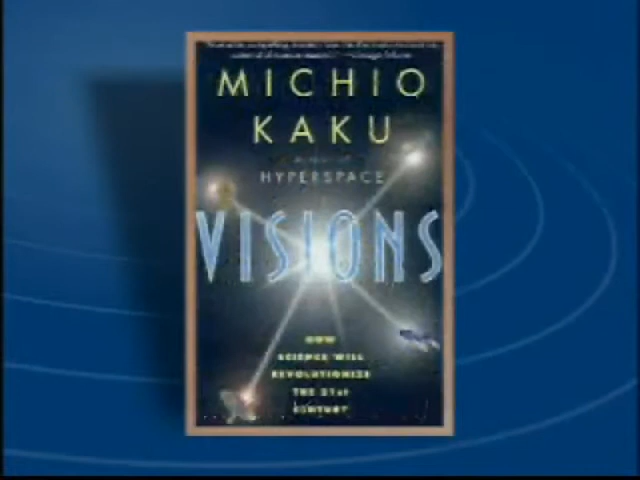 MICHIO
KAKU
HYPERSPACE
VISIONS
HOW
SCIENCE WILL
REVOLUTIONIZE
THE 21st
CENTURY